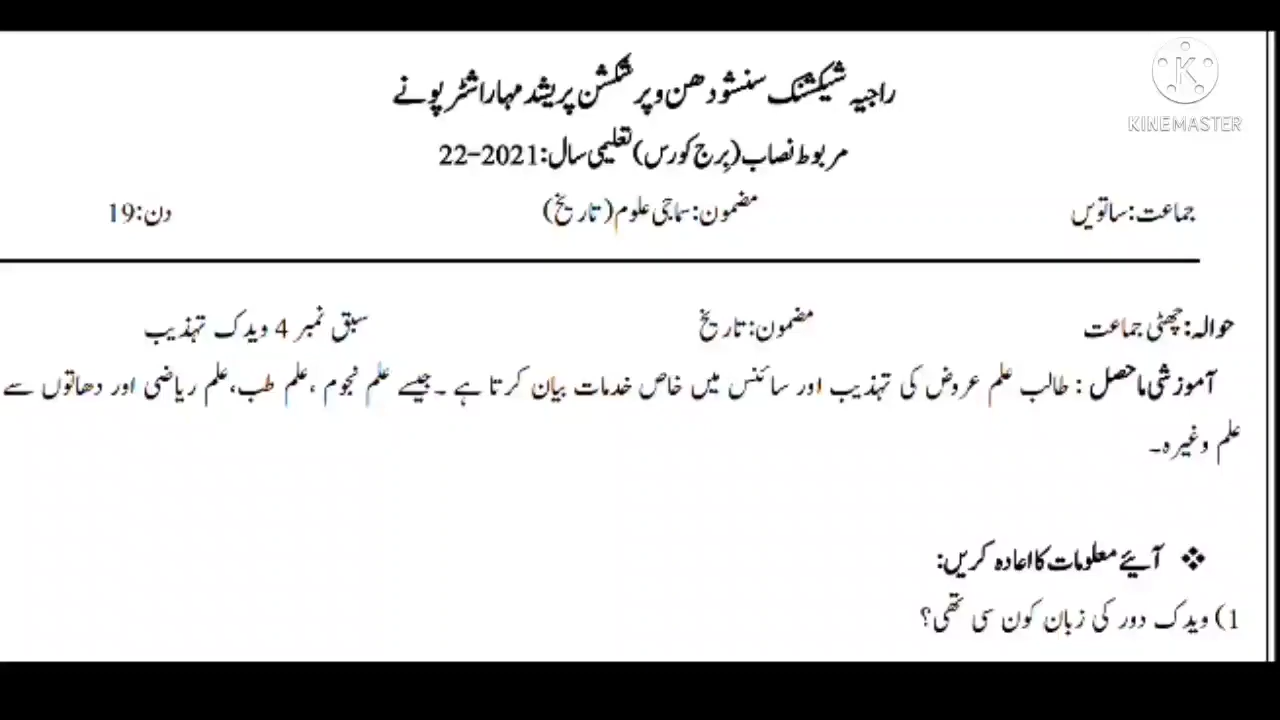 راجیہ شیکشنک سنشودھن و پرشکشن پریشد مہاراشٹر پونے
KINEMASTER
مربوط نصاب (برج کورس) تعلیمی سال: 2021-22
جماعت: ساتویں مضمون: سماجی علوم (تاریخ) دن: 19
حوالہ: چھٹی جماعت مضمون: تاریخ سبق نمبر 4 ویدک تہذیب
آموزشی ماحصل : طالب علم عروض کی تہذیب اور سائنس میں خاص خدمات بیان کرتا ہے ۔ جیسے علم نجوم ، علم طب، علم ریاضی اور دھاتوں سے
علم وغیرہ۔
❖ آیئے معلومات کا اعادہ کریں:
1) ویدک دور کی زبان کون سی تھی؟